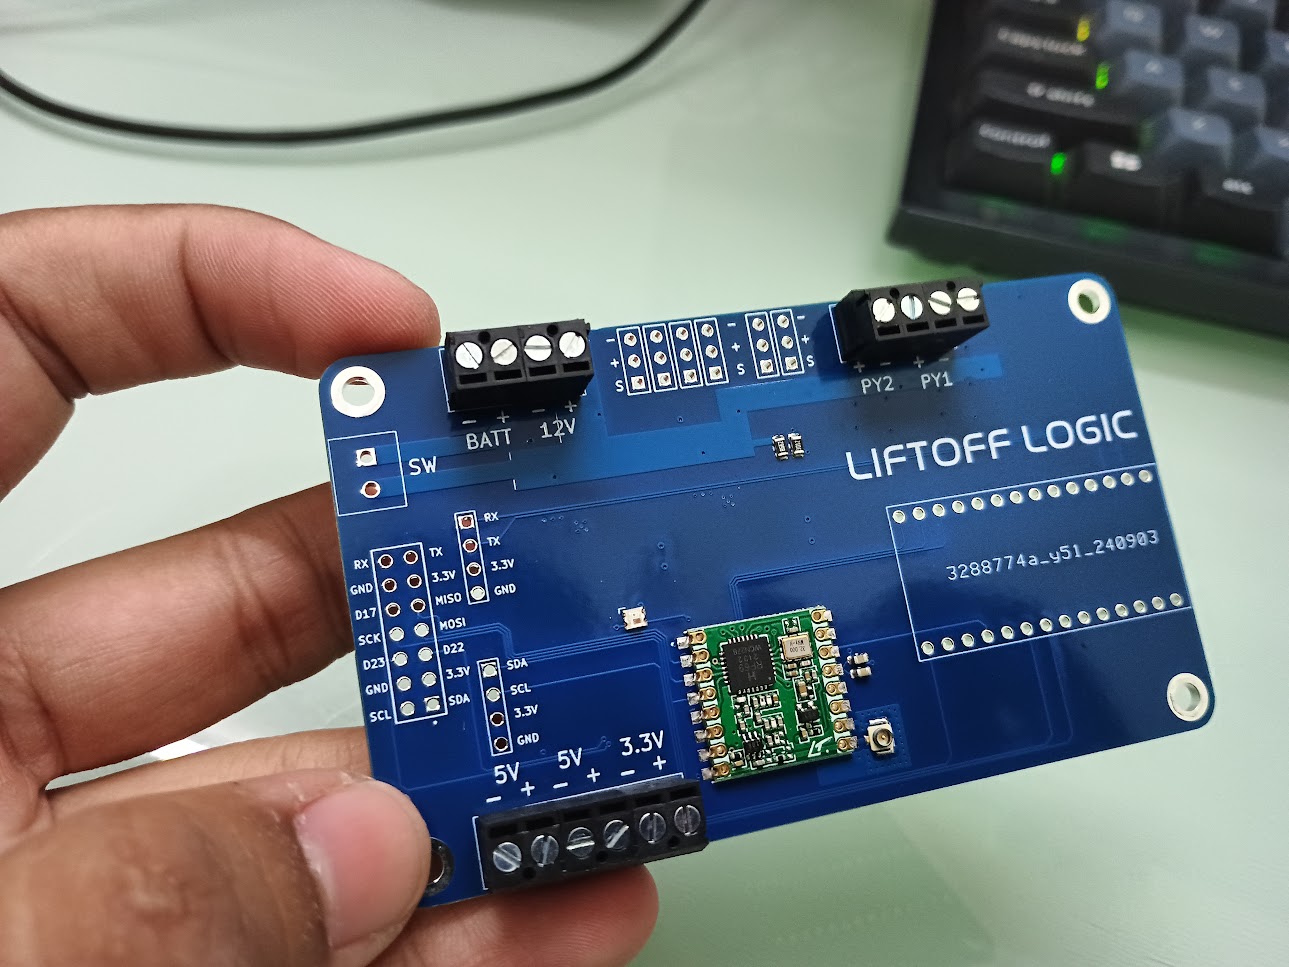 BATT
12V
- + - +
-
+
S
-
+
S
-
+
S
+ - + -
PY2 PY1
SW
LIFTOFF LOGIC
3288774a_y51_240903
RX
TX
3.3V
GND
RX TX
GND 3.3V
D17 MISO
SCK MOSI
D23 D22
GND 3.3V
SCL SDA
SDA
SCL
3.3V
GND
5V 5V 3.3V
- + - + - +